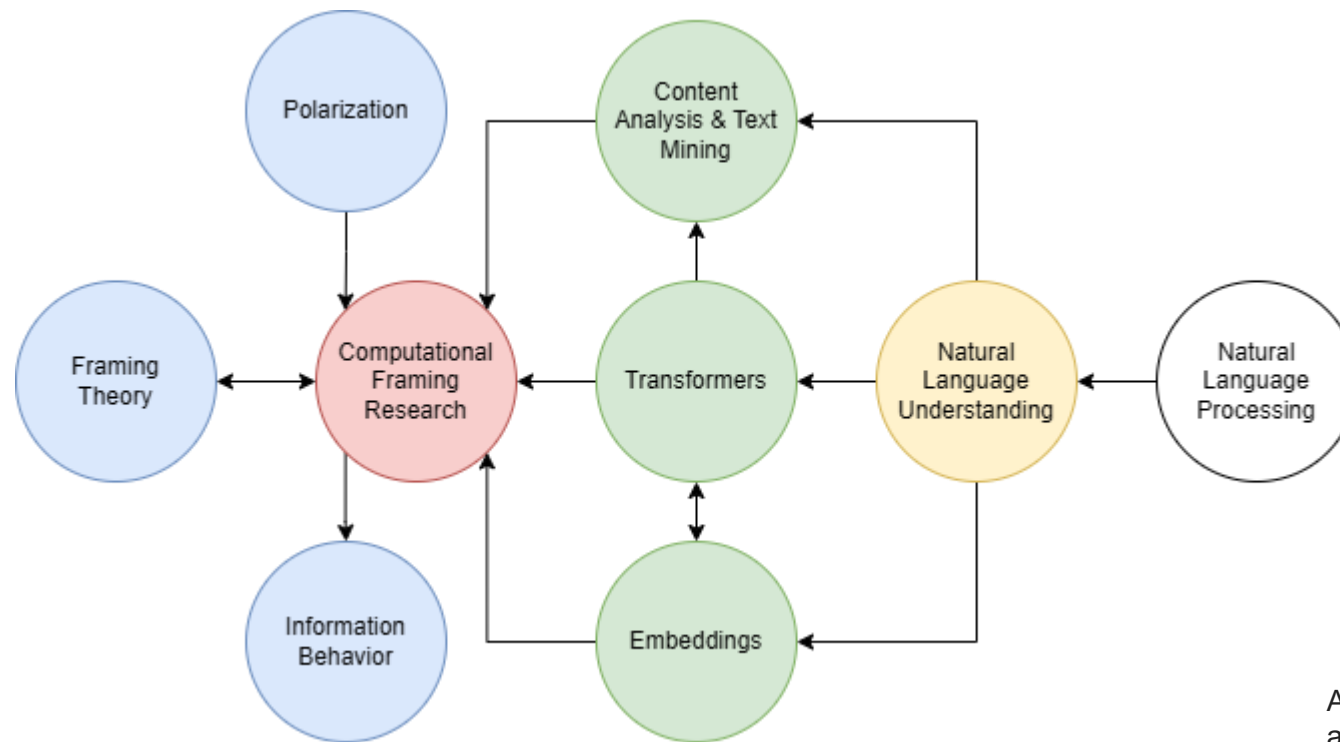 Polarization
Content
Analysis & Text
Mining
Framing
Theory
Computational
Framing
Research
Transformers
Natural
Language
Understanding
Natural
Language
Processing
Information
Behavior
Embeddings
A
a